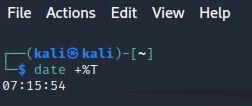 File Actions Edit View Help
┌──(kali㉿kali)-[~]
└─$ date +%T
07:15:54